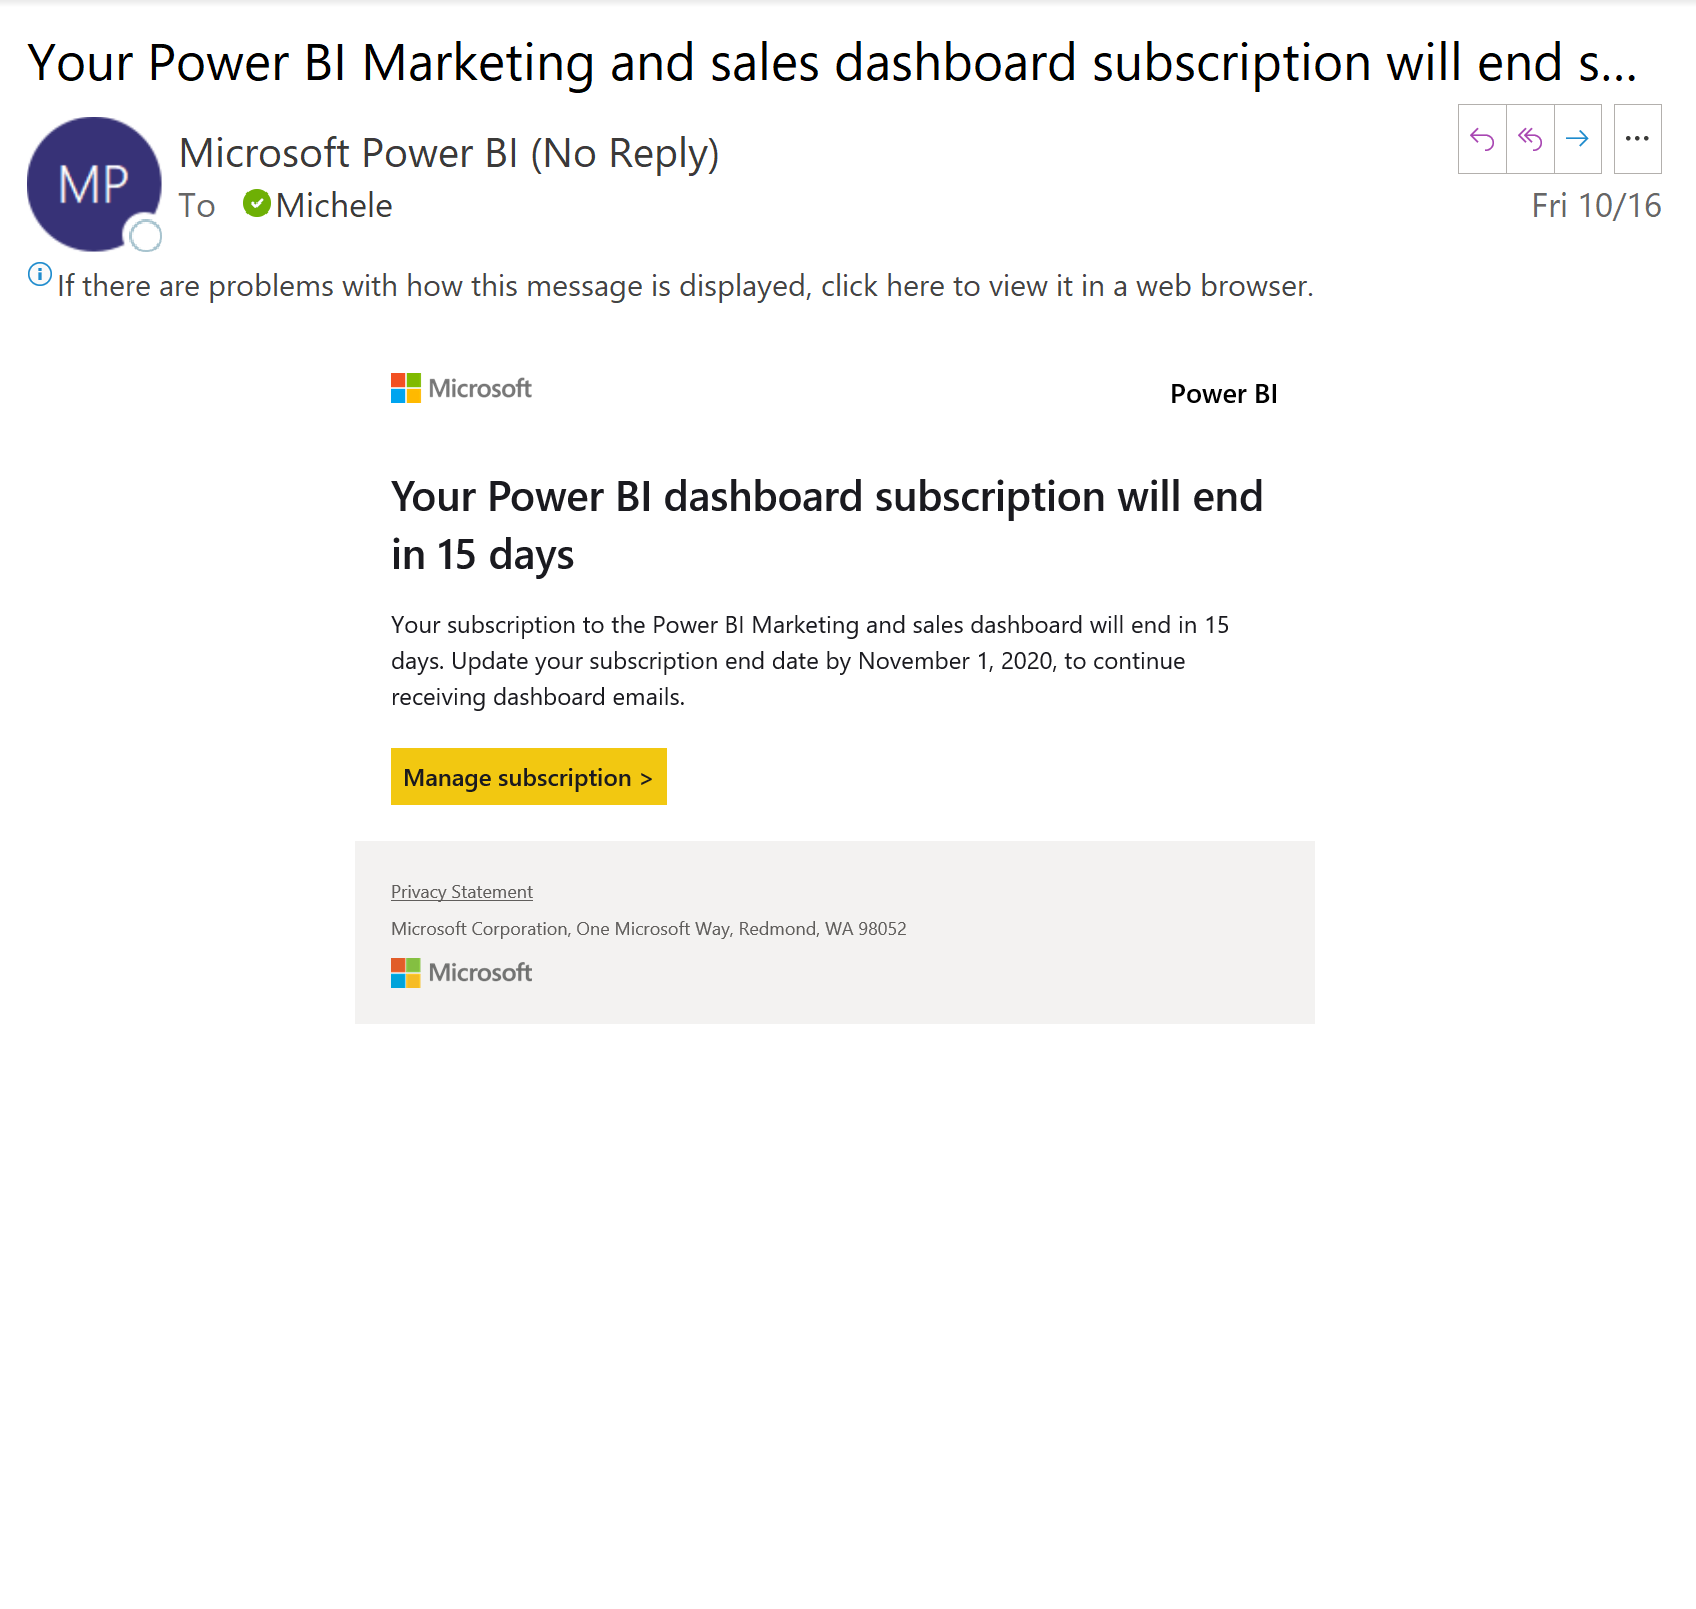 Your Power BI Marketing and sales dashboard subscription will end s...
MP
Microsoft Power BI (No Reply)
To Michele
Fri 10/16
If there are problems with how this message is displayed, click here to view it in a web browser.
Microsoft
Power BI
Your Power BI dashboard subscription will end
in 15 days
Your subscription to the Power BI Marketing and sales dashboard will end in 15
days. Update your subscription end date by November 1, 2020, to continue
receiving dashboard emails.
Manage subscription >
Privacy Statement
Microsoft Corporation, One Microsoft Way, Redmond, WA 98052
Microsoft